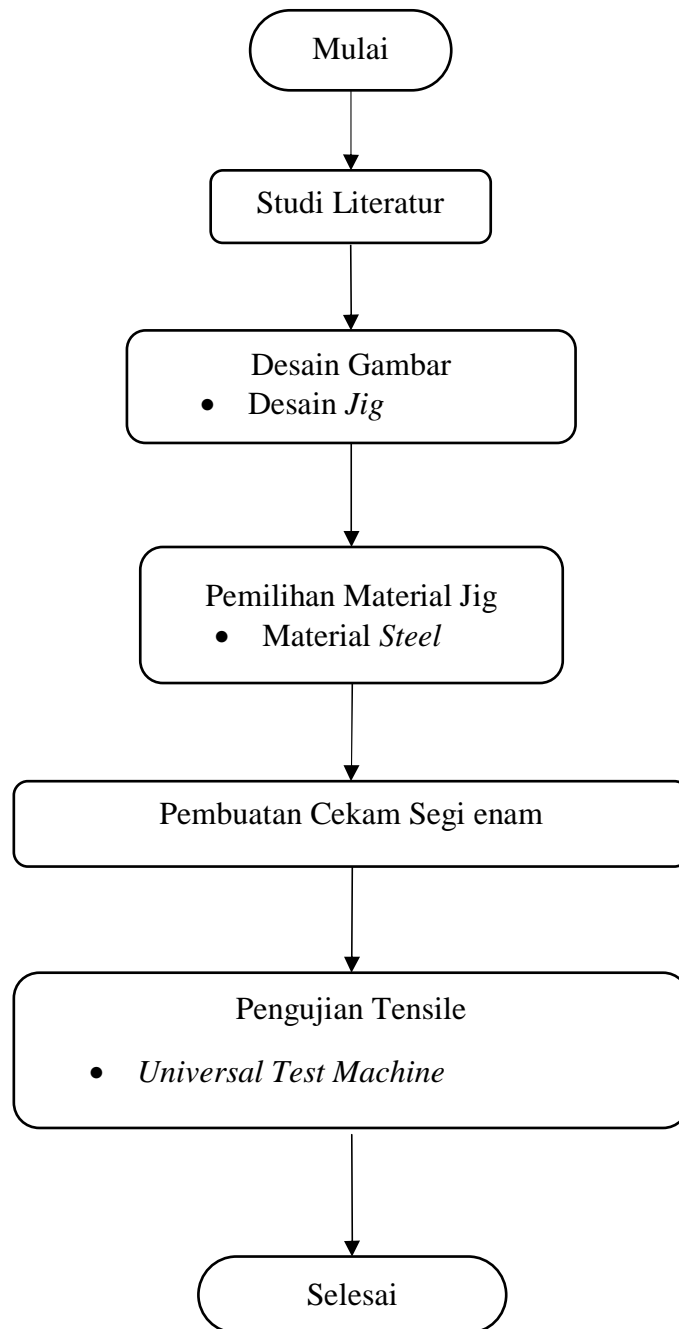 Mulai
Studi Literatur
Desain Gambar
• Desain Jig
Pemilihan Material Jig
• Material Steel
Pembuatan Cekam Segi enam
Pengujian Tensile
• Universal Test Machine
Selesai